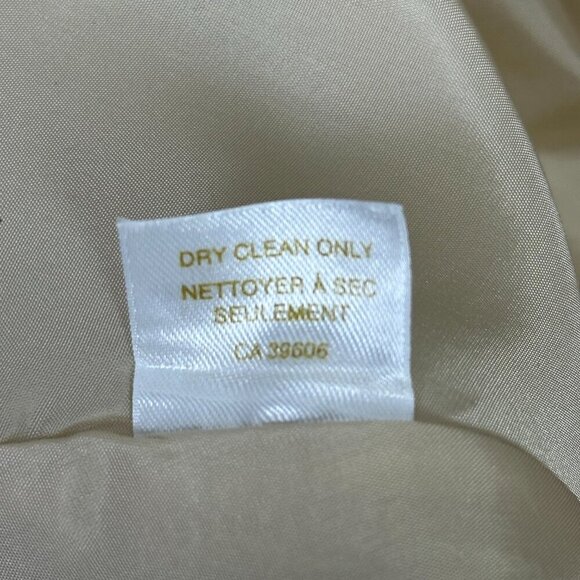 DRY CLEAN ONLY
NETTOYER À SEC
SEULEMENT
CA 39606